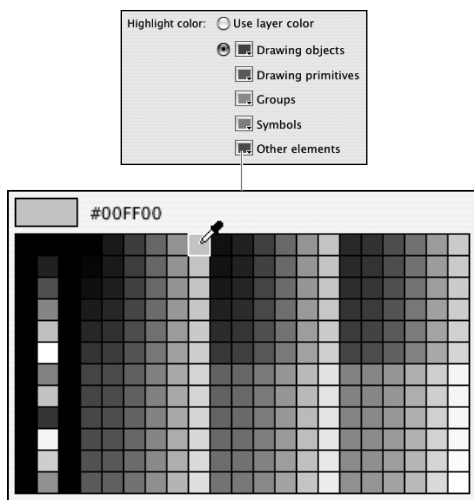 Highlight color: Use layer color
Drawing objects
Drawing primitives
Groups
Symbols
Other elements
#00FF00